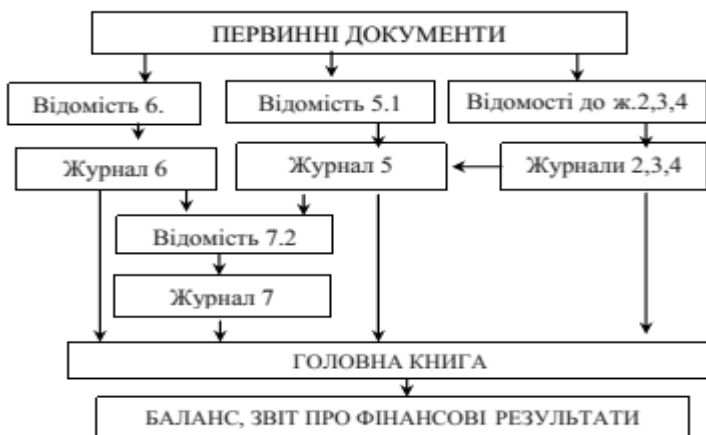 ПЕРВИННІ ДОКУМЕНТИ
Відомість 6.
Відомість 5.1
Відомості до ж.2,3,4
Журнал 6
Журнал 5
Журнали 2,3,4
Відомість 7.2
Журнал 7
ГОЛОВНА КНИГА
БАЛАНС, ЗВІТ ПРО ФІНАНСОВІ РЕЗУЛЬТАТИ